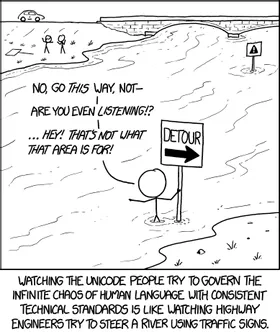 NO, GO THIS WAY, NOT—
ARE YOU EVEN LISTENING!?
... HEY! THAT'S NOT WHAT
THAT AREA IS FOR!
DETOUR
WATCHING THE UNICODE PEOPLE TRY TO GOVERN THE
INFINITE CHAOS OF HUMAN LANGUAGE WITH CONSISTENT
TECHNICAL STANDARDS IS LIKE WATCHING HIGHWAY
ENGINEERS TRY TO STEER A RIVER USING TRAFFIC SIGNS.